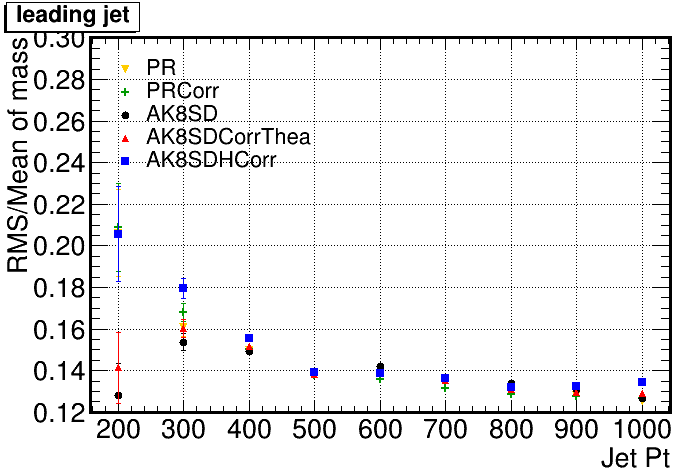 leading jet
RMS/Mean of mass
0.30
0.28
0.26
0.24
0.22
0.20
0.18
0.16
0.14
0.12
PR
PRCorr
AK8SD
AK8SDCorrThea
AK8SDHCorr
200 300 400 500 600 700 800 900 1000
Jet Pt